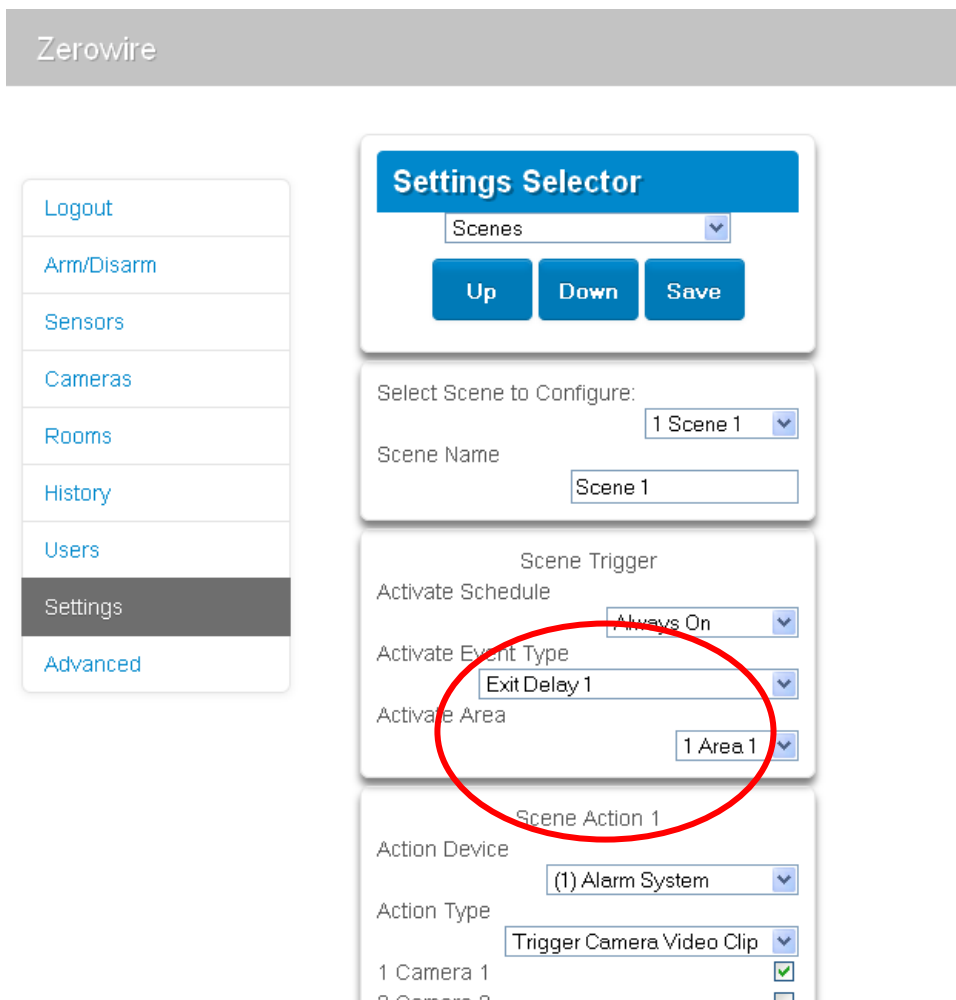 Zerowire
Logout
Arm/Disarm
Sensors
Cameras
Rooms
History
Users
Settings
Advanced
Settings Selector
Scenes
Up Down Save
Select Scene to Configure:
1 Scene 1
Scene Name
Scene 1
Scene Trigger
Activate Schedule
Always On
Activate Event Type
Exit Delay 1
Activate Area
1 Area 1
Scene Action 1
Action Device
(1) Alarm System
Action Type
Trigger Camera Video Clip
1 Camera 1